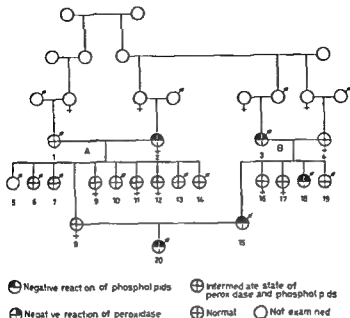 A
B
1 2 3 4
5 6 7 9 10 11 12 13 14 16 17 18 19
8 15
20
Negative reaction of phospholipids
Intermediate state of
peroxidase and phospholipids
Negative reaction of peroxidase
Normal
Not examined